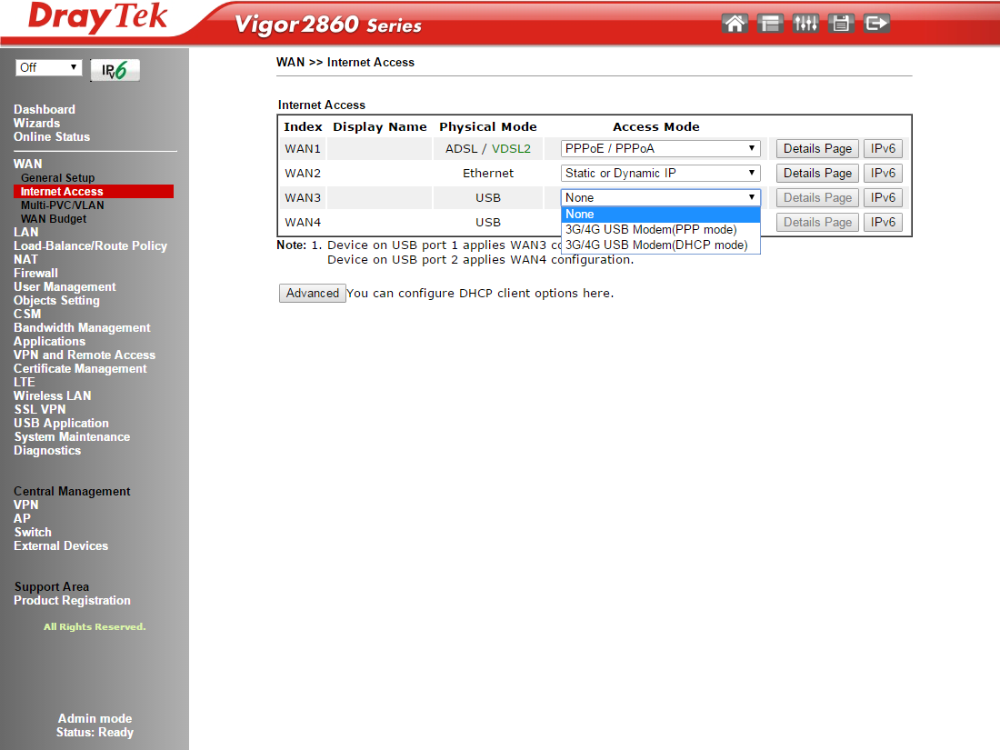 DrayTek
Vigor2860 Series
Off
IPv6
Dashboard
Wizards
Online Status
WAN
General Setup
Internet Access
Multi-PVC/VLAN
WAN Budget
LAN
Load-Balance/Route Policy
NAT
Firewall
User Management
Objects Setting
CSM
Bandwidth Management
Applications
VPN and Remote Access
Certificate Management
LTE
Wireless LAN
SSL VPN
USB Application
System Maintenance
Diagnostics
Central Management
VPN
AP
Switch
External Devices
Support Area
Product Registration
All Rights Reserved.
Admin mode
Status: Ready
WAN >> Internet Access
Internet Access
Index Display Name Physical Mode Access Mode
WAN1 ADSL / VDSL2 PPPoE / PPPoA Details Page IPv6
WAN2 Ethernet Static or Dynamic IP Details Page IPv6
WAN3 USB None Details Page IPv6
WAN4 USB Details Page IPv6
None
3G/4G USB Modem(PPP mode)
3G/4G USB Modem(DHCP mode)
Note: 1. Device on USB port 1 applies WAN3
Device on USB port 2 applies WAN4 configuration.
Advanced You can configure DHCP client options here.